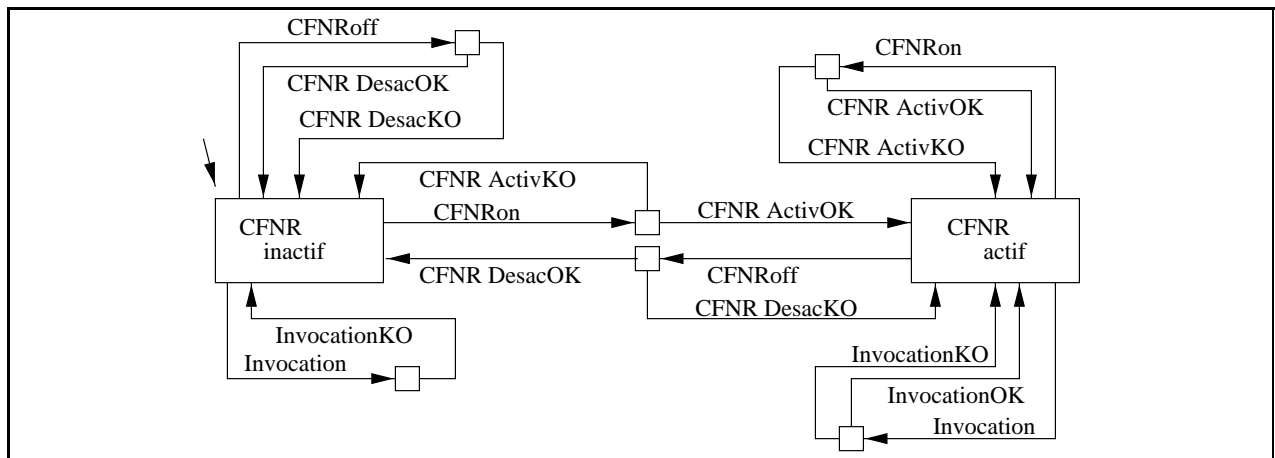 CFNRoff
CFNR DesacOK
CFNR DesacKO
CFNRon
CFNR ActivOK
CFNR ActivKO
CFNR ActivKO
CFNRon
CFNR ActivOK
CFNR
inactif
CFNR
actif
CFNR DesacOK
CFNRoff
CFNR DesacKO
InvocationKO
Invocation
InvocationKO
InvocationOK
Invocation